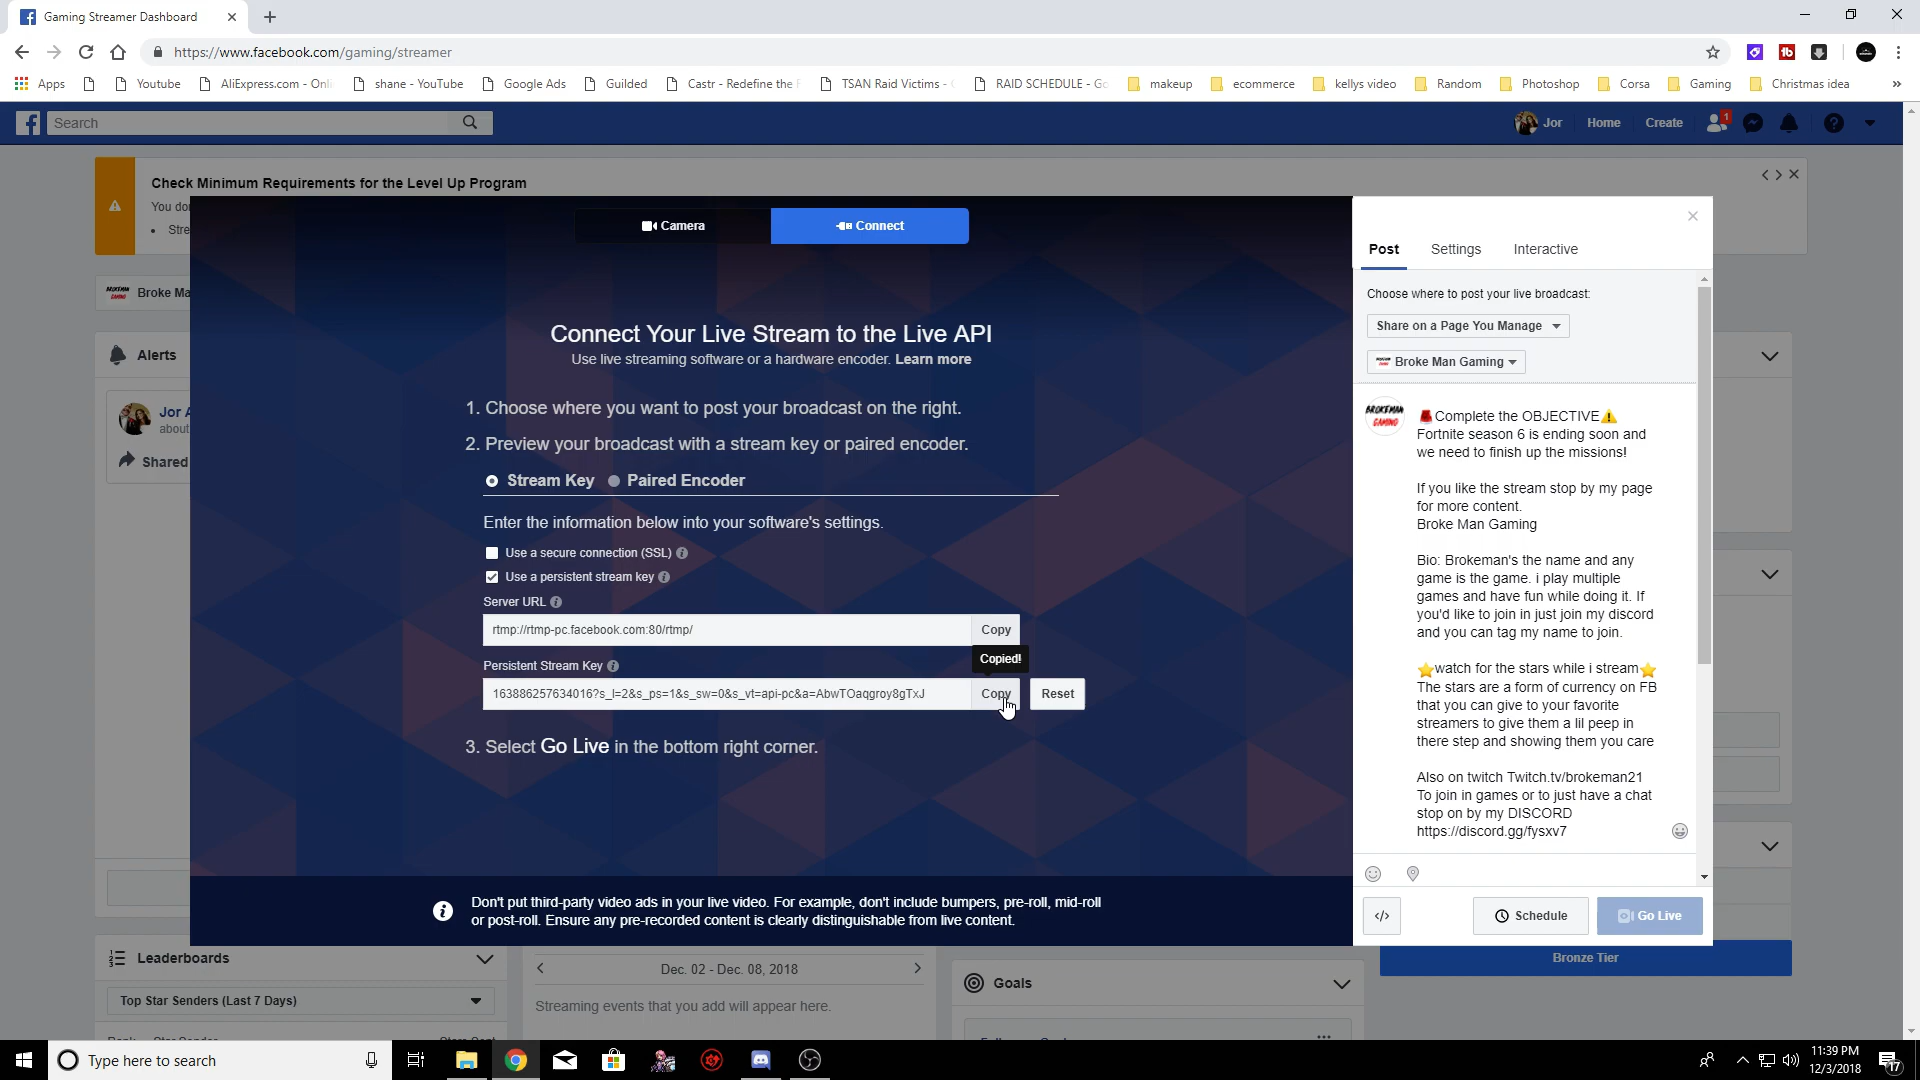 Gaming Streamer Dashboard
https://www.facebook.com/gaming/streamer
Apps
Youtube
AliExpress.com - Onli
shane - YouTube
Google Ads
Guilded
Castr - Redefine the
TSAN Raid Victims -
RAID SCHEDULE - Go
makeup
ecommerce
kellys video
Random
Photoshop
Corsa
Gaming
Christmas idea
»
Search
Jor
Home
Create
1
Check Minimum Requirements for the Level Up Program
You do
Stre
Broke Ma
Alerts
Jor A
about
Shared
Camera
Connect
Connect Your Live Stream to the Live API
Use live streaming software or a hardware encoder. Learn more
1. Choose where you want to post your broadcast on the right.
2. Preview your broadcast with a stream key or paired encoder.
Stream Key
Paired Encoder
Enter the information below into your software's settings.
Use a secure connection (SSL)
Use a persistent stream key
Server URL
rtmp://rtmp-pc.facebook.com:80/rtmp/
Copy
Copied!
Persistent Stream Key
163886257634016?s_l=2&s_ps=1&s_sw=0&s_vt=api-pc&a=AbwTOaqgroy8gTxJ
Copy
Reset
3. Select Go Live in the bottom right corner.
Don't put third-party video ads in your live video. For example, don't include bumpers, pre-roll, mid-roll
or post-roll. Ensure any pre-recorded content is clearly distinguishable from live content.
Post
Settings
Interactive
Choose where to post your live broadcast:
Share on a Page You Manage
Broke Man Gaming
BROKEMAN
GAMING
Complete the OBJECTIVE⚠
Fortnite season 6 is ending soon and
we need to finish up the missions!
If you like the stream stop by my page
for more content.
Broke Man Gaming
Bio: Brokeman's the name and any
game is the game. i play multiple
games and have fun while doing it. If
you'd like to join in just join my discord
and you can tag my name to join.
⭐watch for the stars while i stream⭐
The stars are a form of currency on FB
that you can give to your favorite
streamers to give them a lil peep in
there step and showing them you care
Also on twitch Twitch.tv/brokeman21
To join in games or to just have a chat
stop on by my DISCORD
https://discord.gg/fysxv7
</>
Schedule
Go Live
Bronze Tier
Leaderboards
Top Star Senders (Last 7 Days)
Dec. 02 - Dec. 08, 2018
Streaming events that you add will appear here.
Goals
Type here to search
11:39 PM
12/3/2018
17